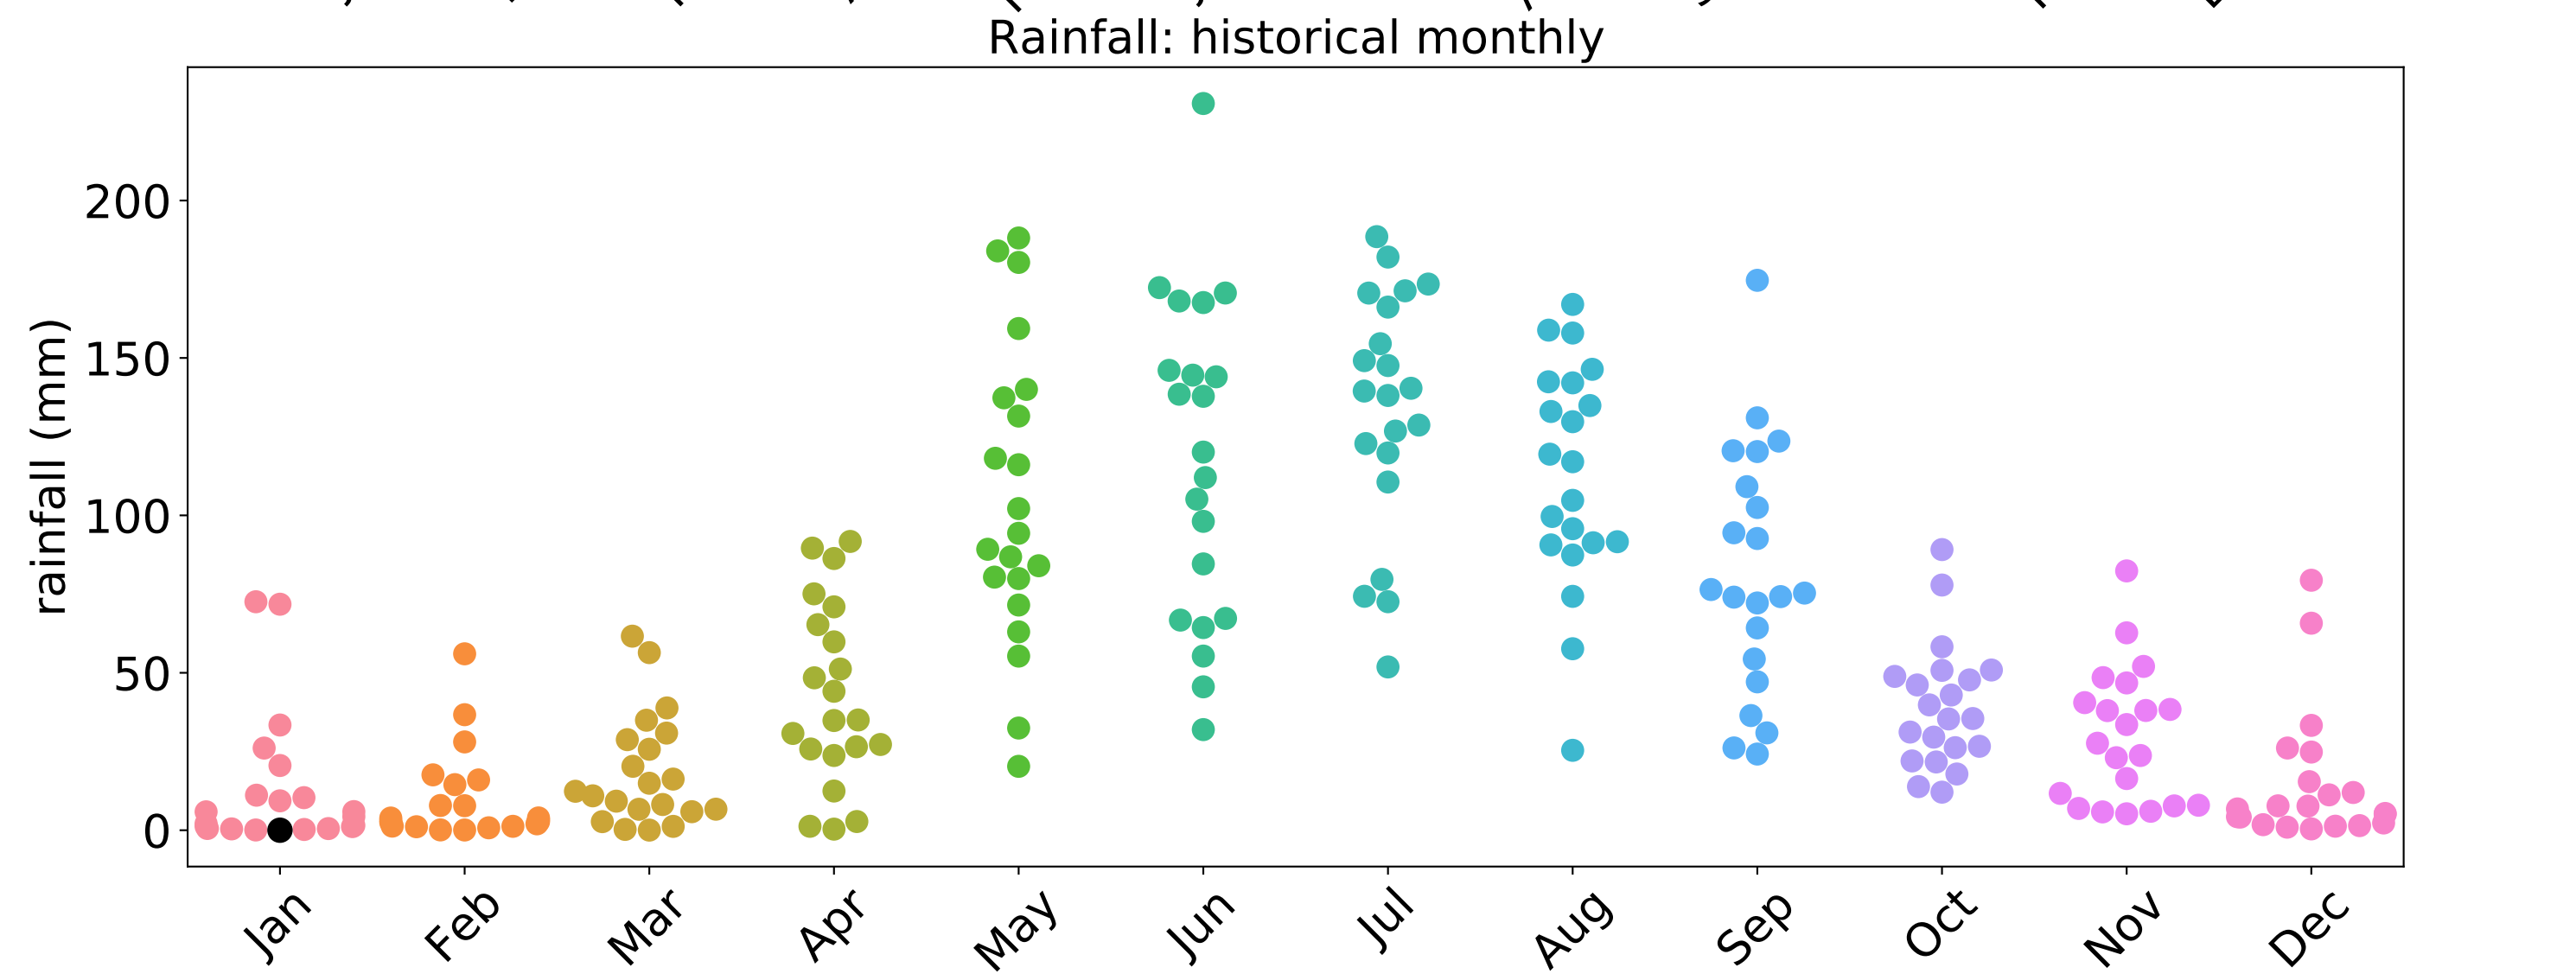 Rainfall: historical monthly
rainfall (mm)
200
150
100
50
0
Jan
Feb
Mar
Apr
May
Jun
Jul
Aug
Sep
Oct
Nov
Dec